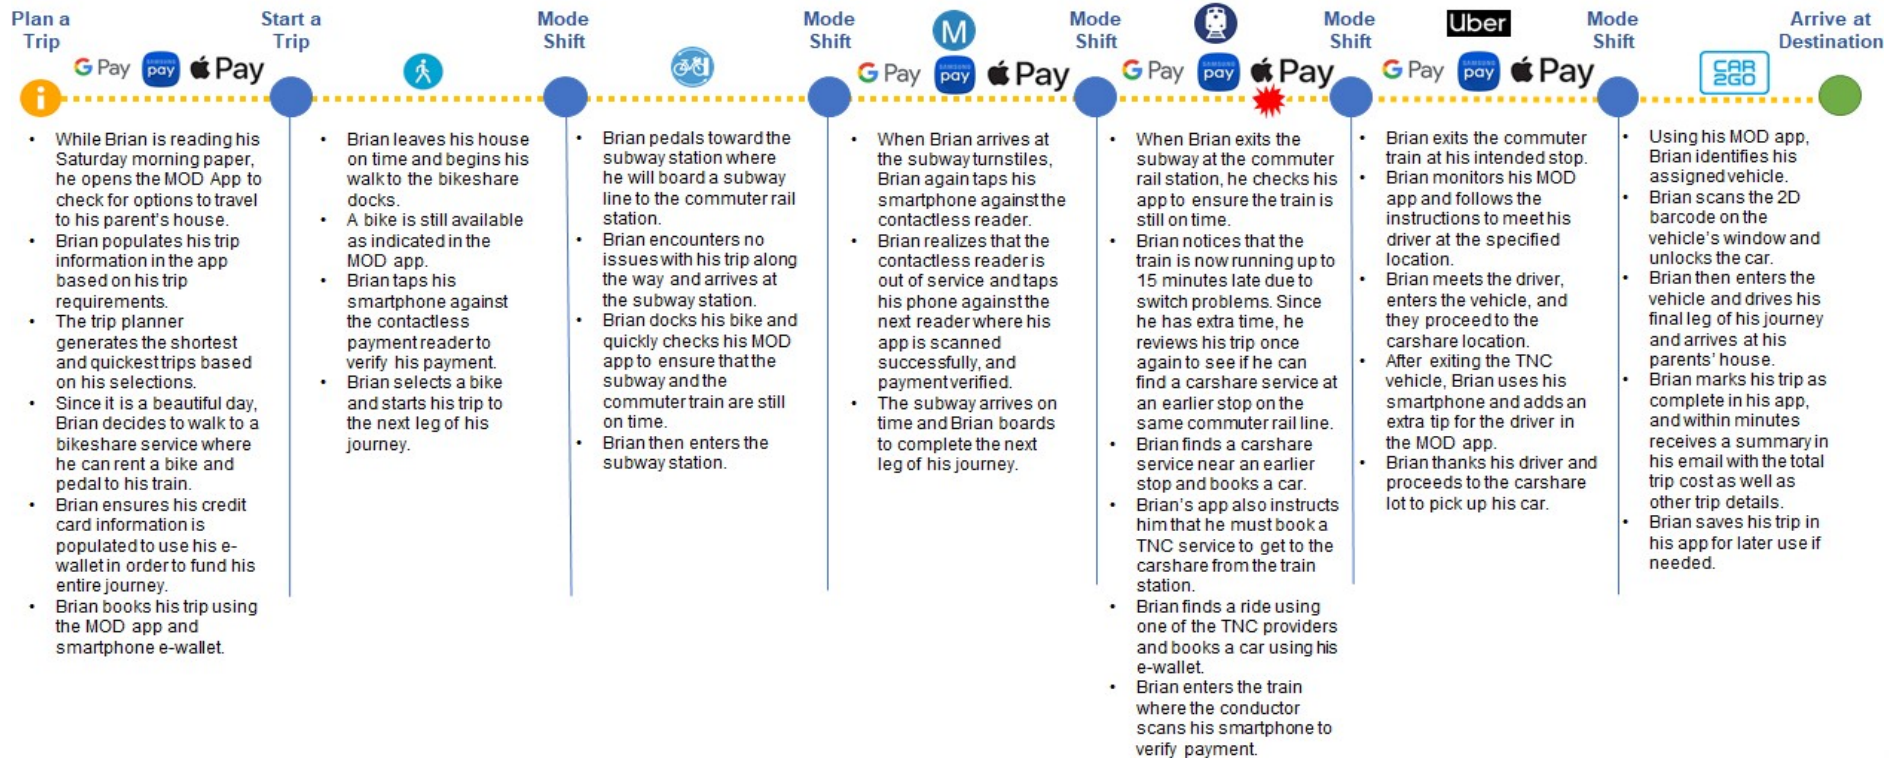 Plan a
Trip
Start a
Trip
Mode
Shift
Mode
Shift
Mode
Shift
Mode
Shift
Mode
Shift
Arrive at
Destination
G Pay
SAMSUNG
pay
Pay
M
G Pay
SAMSUNG
pay
Pay
G Pay
SAMSUNG
pay
Pay
Uber
G Pay
SAMSUNG
pay
Pay
CAR
2GO
i
• While Brian is reading his
Saturday morning paper,
he opens the MOD App to
check for options to travel
to his parent's house.
• Brian populates his trip
information in the app
based on his trip
requirements.
• The trip planner
generates the shortest
and quickest trips based
on his selections.
• Since it is a beautiful day,
Brian decides to walk to a
bikeshare service where
he can rent a bike and
pedal to his train.
• Brian ensures his credit
card information is
populated to use his e-
wallet in order to fund his
entire journey.
• Brian books his trip using
the MOD app and
smartphone e-wallet.
• Brian leaves his house
on time and begins his
walk to the bikeshare
docks.
• A bike is still available
as indicated in the
MOD app.
• Brian taps his
smartphone against
the contactless
payment reader to
verify his payment.
• Brian selects a bike
and starts his trip to
the next leg of his
journey.
• Brian pedals toward the
subway station where
he will board a subway
line to the commuter rail
station.
• Brian encounters no
issues with his trip along
the way and arrives at
the subway station.
• Brian docks his bike and
quickly checks his MOD
app to ensure that the
subway and the
commuter train are still
on time.
• Brian then enters the
subway station.
• When Brian arrives at
the subway turnstiles,
Brian again taps his
smartphone against the
contactless reader.
• Brian realizes that the
contactless reader is
out of service and taps
his phone against the
next reader where his
app is scanned
successfully, and
payment verified.
• The subway arrives on
time and Brian boards
to complete the next
leg of his journey.
• When Brian exits the
subway at the commuter
rail station, he checks his
app to ensure the train is
still on time.
• Brian notices that the
train is now running up to
15 minutes late due to
switch problems. Since
he has extra time, he
reviews his trip once
again to see if he can
find a carshare service at
an earlier stop on the
same commuter rail line.
• Brian finds a carshare
service near an earlier
stop and books a car.
• Brian's app also instructs
him that he must book a
TNC service to get to the
carshare from the train
station.
• Brian finds a ride using
one of the TNC providers
and books a car using his
e-wallet.
• Brian enters the train
where the conductor
scans his smartphone to
verify payment.
• Brian exits the commuter
train at his intended stop.
• Brian monitors his MOD
app and follows the
instructions to meet his
driver at the specified
location.
• Brian meets the driver,
enters the vehicle, and
they proceed to the
carshare location.
• After exiting the TNC
vehicle, Brian uses his
smartphone and adds an
extra tip for the driver in
the MOD app.
• Brian thanks his driver and
proceeds to the carshare
lot to pick up his car.
• Using his MOD app,
Brian identifies his
assigned vehicle.
• Brian scans the 2D
barcode on the
vehicle's window and
unlocks the car.
• Brian then enters the
vehicle and drives his
final leg of his journey
and arrives at his
parents' house.
• Brian marks his trip as
complete in his app,
and within minutes
receives a summary in
his email with the total
trip cost as well as
other trip details.
• Brian saves his trip in
his app for later use if
needed.